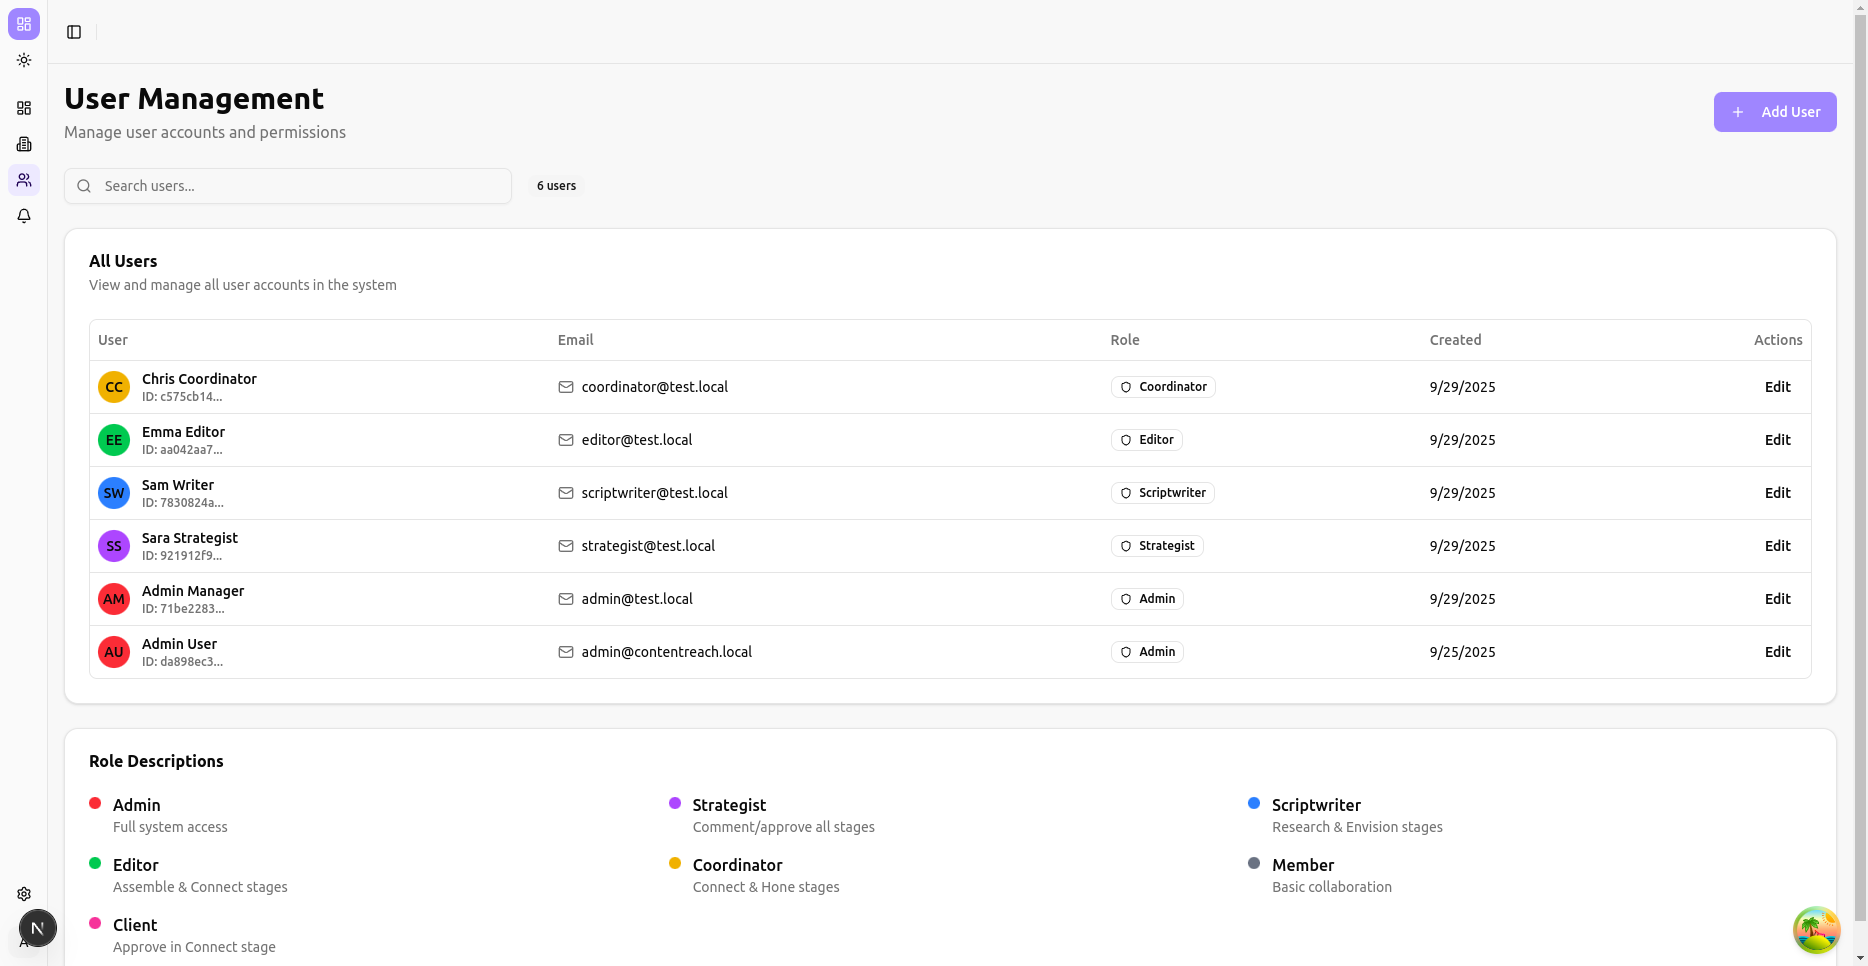 User Management
Manage user accounts and permissions
Add User
Search users...
6 users
All Users
View and manage all user accounts in the system
User Email Role Created Actions
CC Chris Coordinator
ID: c575cb14...
coordinator@test.local Coordinator 9/29/2025 Edit
EE Emma Editor
ID: aa042aa7...
editor@test.local Editor 9/29/2025 Edit
SW Sam Writer
ID: 7830824a...
scriptwriter@test.local Scriptwriter 9/29/2025 Edit
SS Sara Strategist
ID: 921912f9...
strategist@test.local Strategist 9/29/2025 Edit
AM Admin Manager
ID: 71be2283...
admin@test.local Admin 9/29/2025 Edit
AU Admin User
ID: da898ec3...
admin@contentreach.local Admin 9/25/2025 Edit
Role Descriptions
Admin
Full system access
Strategist
Comment/approve all stages
Scriptwriter
Research & Envision stages
Editor
Assemble & Connect stages
Coordinator
Connect & Hone stages
Member
Basic collaboration
Client
Approve in Connect stage
N